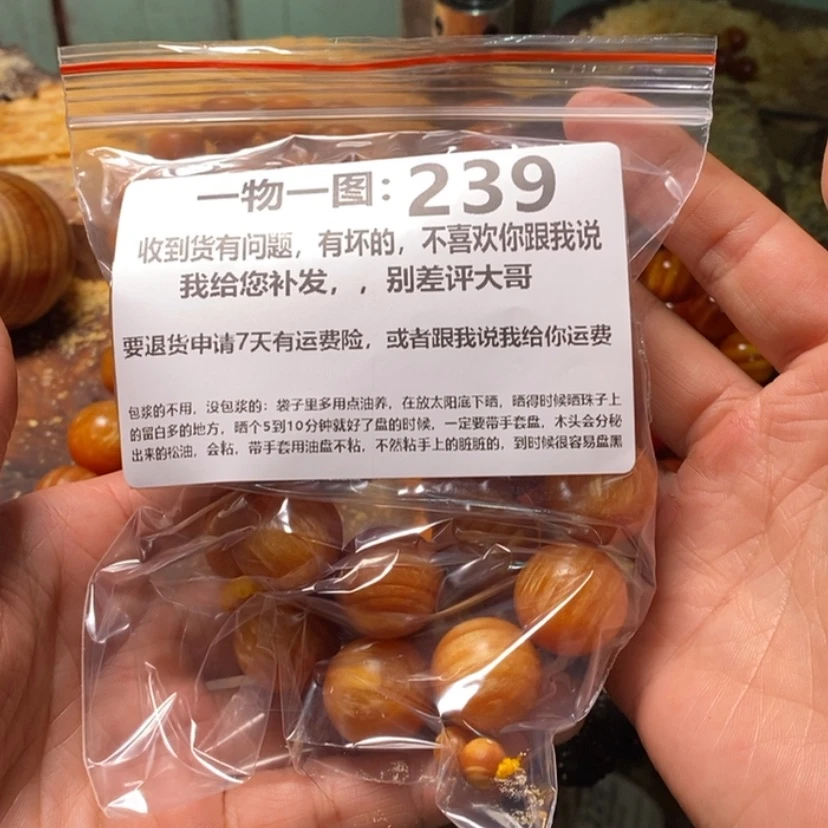 一物一图：239
收到货有问题，有坏的，不喜欢你跟我说
我给您补发，，别差评大哥
要退货申请7天有运费险，或者跟我说我给你运费
包浆的不用，没包浆的：袋子里多用点油养，在放太阳底下晒，晒得时候晒珠子上
的留白多的地方，晒个5到10分钟就好了盘的时候，一定要带手套盘，木头会分秘
出来的松油，会粘，带手套用油盘不粘，不然粘手上的脏脏的，到时候很容易盘黑